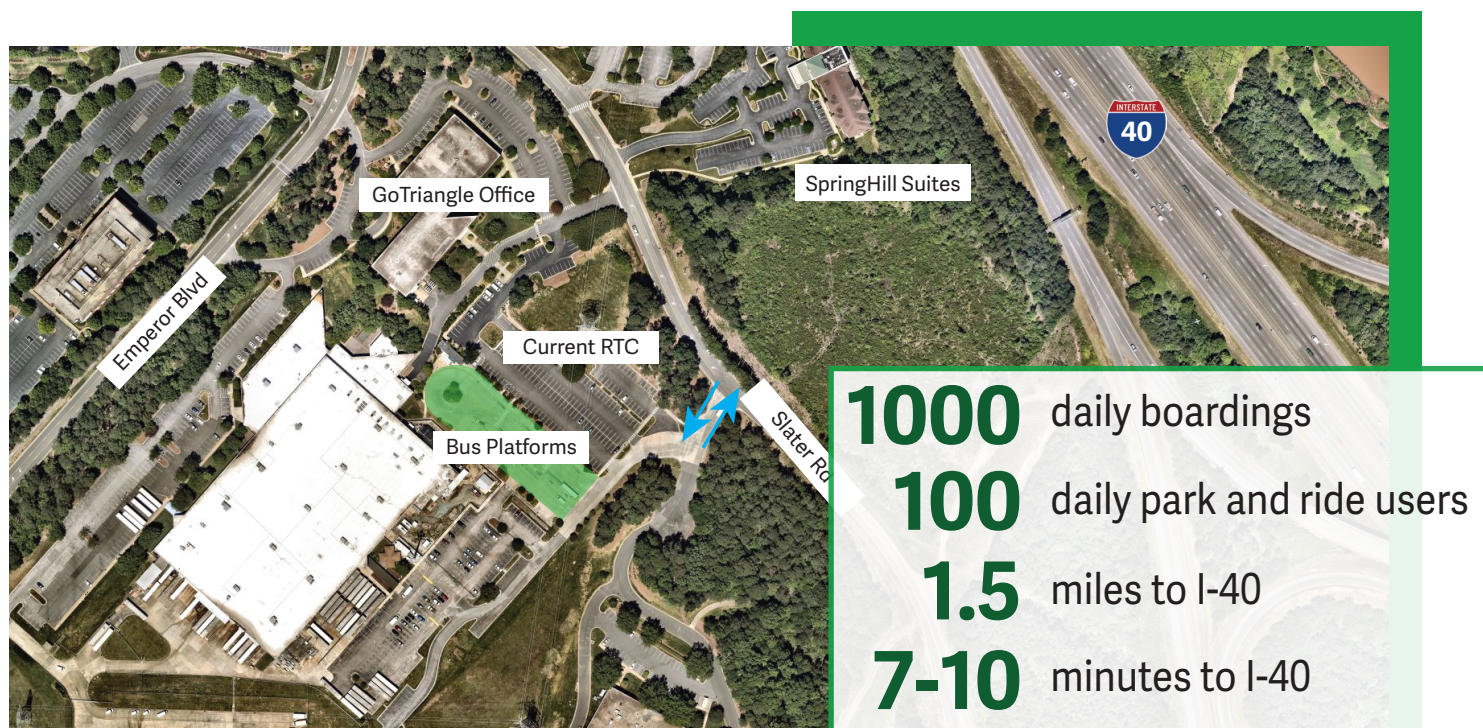 INTERSTATE
40
SpringHill Suites
GoTriangle Office
Emperor Blvd
Current RTC
Bus Platforms
Slater Rd
1000 daily boardings
100 daily park and ride users
1.5 miles to I-40
7-10 minutes to I-40